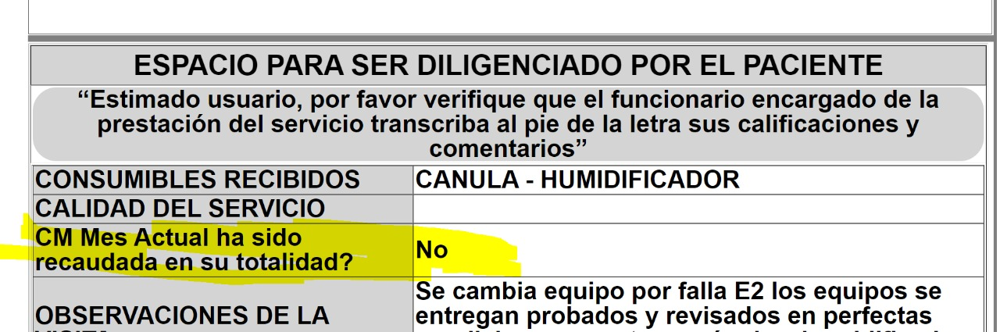 ESPACIO PARA SER DILIGENCIADO POR EL PACIENTE
“Estimado usuario, por favor verifique que el funcionario encargado de la
prestación del servicio transcriba al pie de la letra sus calificaciones y
comentarios”
CONSUMIBLES RECIBIDOS CANULA - HUMIDIFICADOR
CALIDAD DEL SERVICIO
CM Mes Actual ha sido
recaudada en su totalidad?
No
Se cambia equipo por falla E2 los equipos se
OBSERVACIONES DE LA
entregan probados y revisados en perfectas